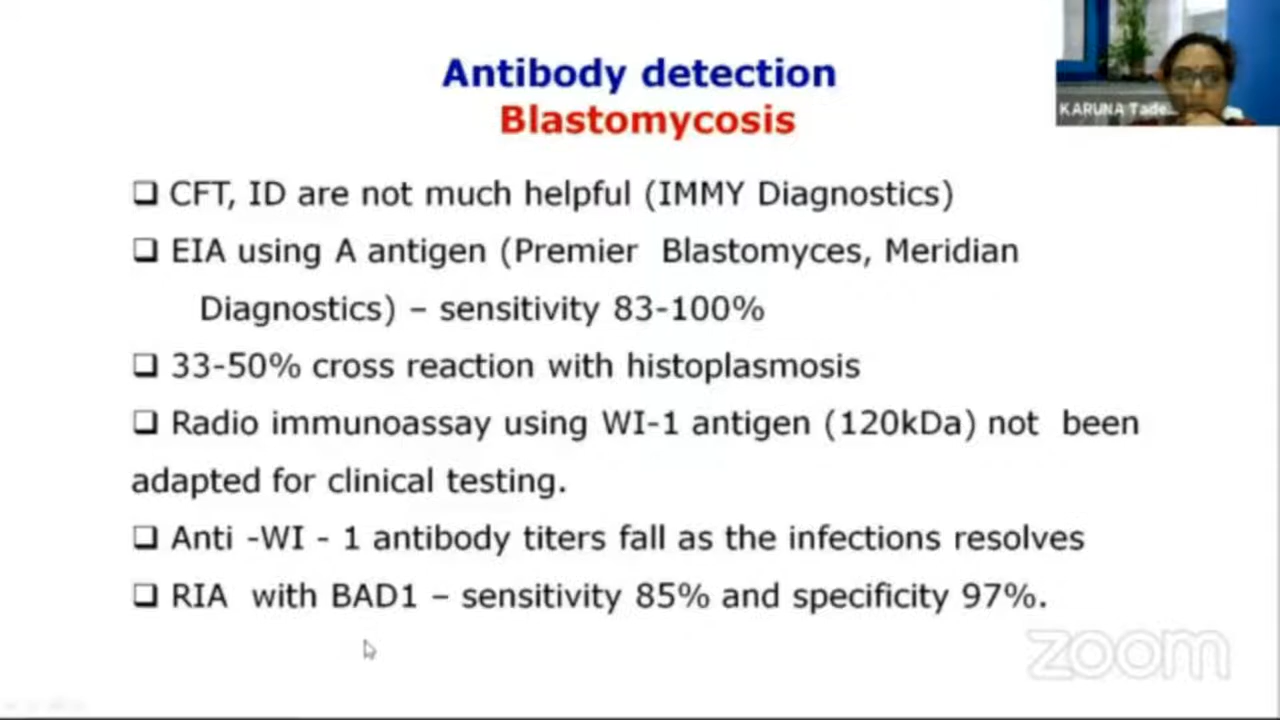 Antibody detection
Blastomycosis
KARUNA Tade...
❑ CFT, ID are not much helpful (IMMY Diagnostics)
❑ EIA using A antigen (Premier Blastomyces, Meridian
Diagnostics) – sensitivity 83-100%
❑ 33-50% cross reaction with histoplasmosis
❑ Radio immunoassay using WI-1 antigen (120kDa) not been
adapted for clinical testing.
❑ Anti -WI - 1 antibody titers fall as the infections resolves
❑ RIA with BAD1 – sensitivity 85% and specificity 97%.
zoom